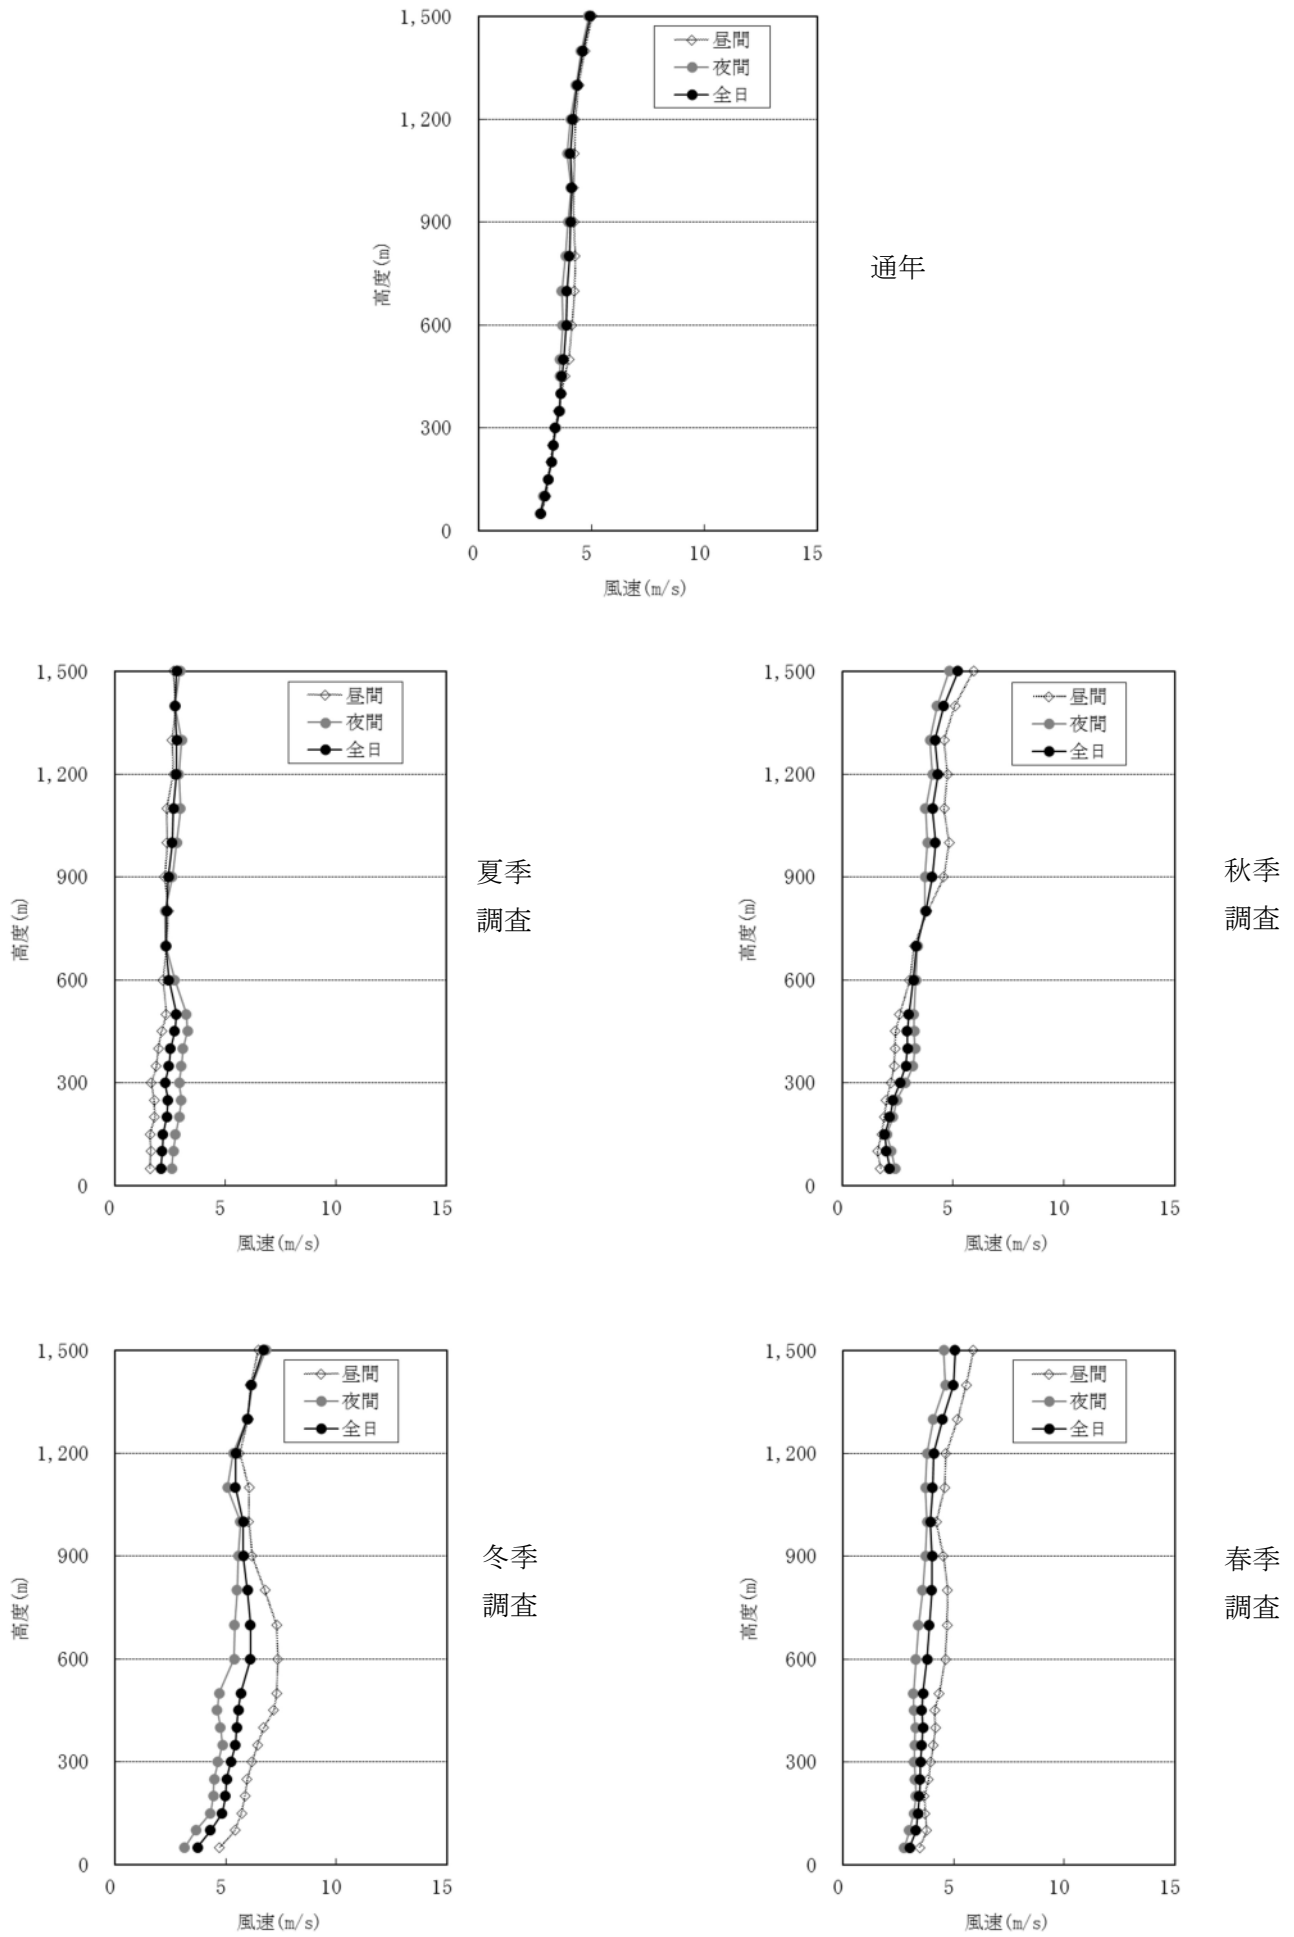 1,500
1,200
900
600
300
0
高度(m)
昼間
夜間
全日
0 5 10 15
風速(m/s)
通年
1,500
1,200
900
600
300
0
高度(m)
昼間
夜間
全日
0 5 10 15
風速(m/s)
夏季
調査
1,500
1,200
900
600
300
0
高度(m)
昼間
夜間
全日
0 5 10 15
風速(m/s)
秋季
調査
1,500
1,200
900
600
300
0
高度(m)
昼間
夜間
全日
0 5 10 15
風速(m/s)
冬季
調査
1,500
1,200
900
600
300
0
高度(m)
昼間
夜間
全日
0 5 10 15
風速(m/s)
春季
調査